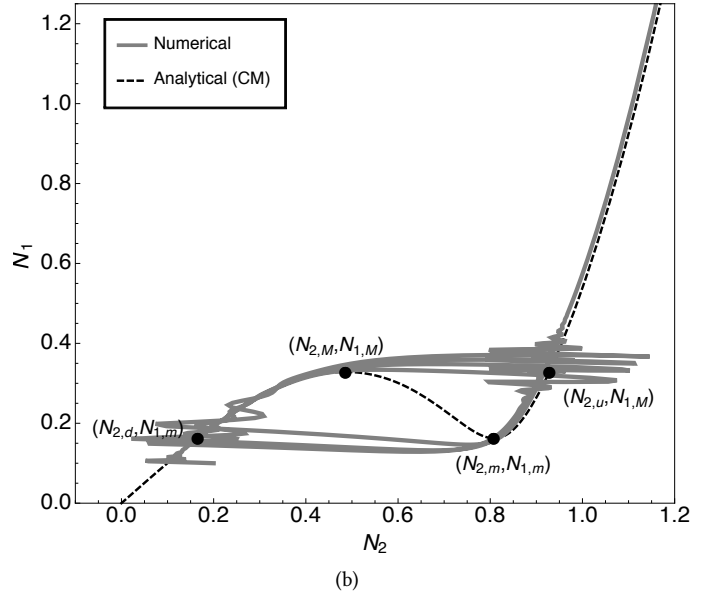 1.2
1.0
0.8
0.6
0.4
0.2
0.0
N₁
Numerical
Analytical (CM)
(N₂,M,N₁,M)
(N₂,d,N₁,m)
(N₂,u,N₁,M)
(N₂,m,N₁,m)
0.0 0.2 0.4 0.6 0.8 1.0 1.2
N₂
(b)